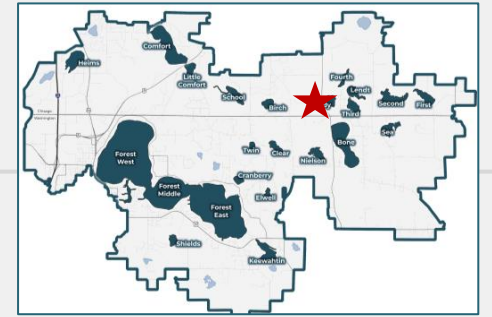 Comfort
Heims
Little
Comfort
Fourth
Lendt
School
Birch
Second
First
Third
Sea
Bone
Twin
Clear
Nielson
Forest
West
Cranberry
Forest
Middle
Elwell
Forest
East
Shields
Keewahtin